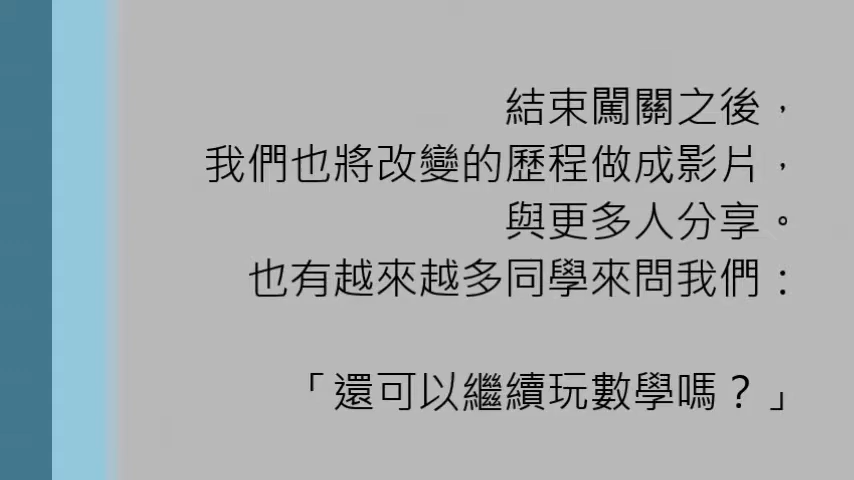 結束闖關之後，
我們也將改變的歷程做成影片，
與更多人分享。
也有越來越多同學來問我們：
「還可以繼續玩數學嗎？」